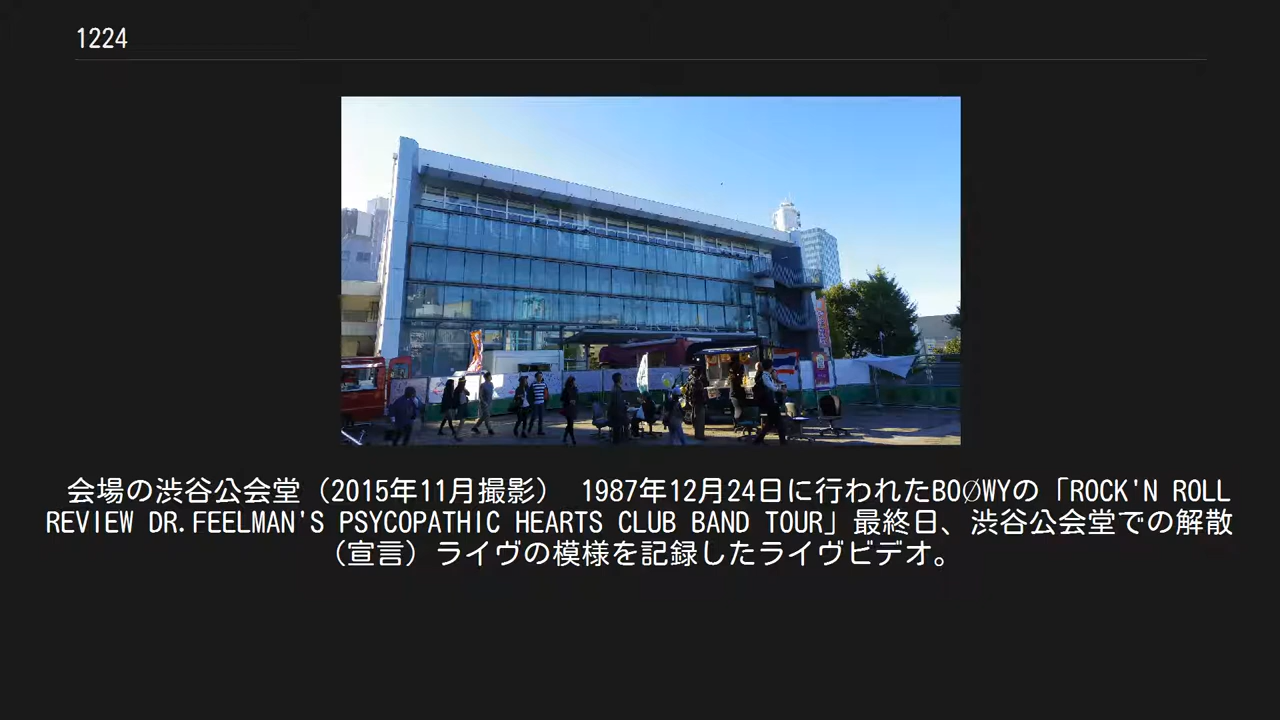 1224
会場の渋谷公会堂（2015年11月撮影） 1987年12月24日に行われたBOØWYの「ROCK'N ROLL
REVIEW DR.FEELMAN'S PSYCOPATHIC HEARTS CLUB BAND TOUR」最終日、渋谷公会堂での解散
（宣言）ライヴの模様を記録したライヴビデオ。